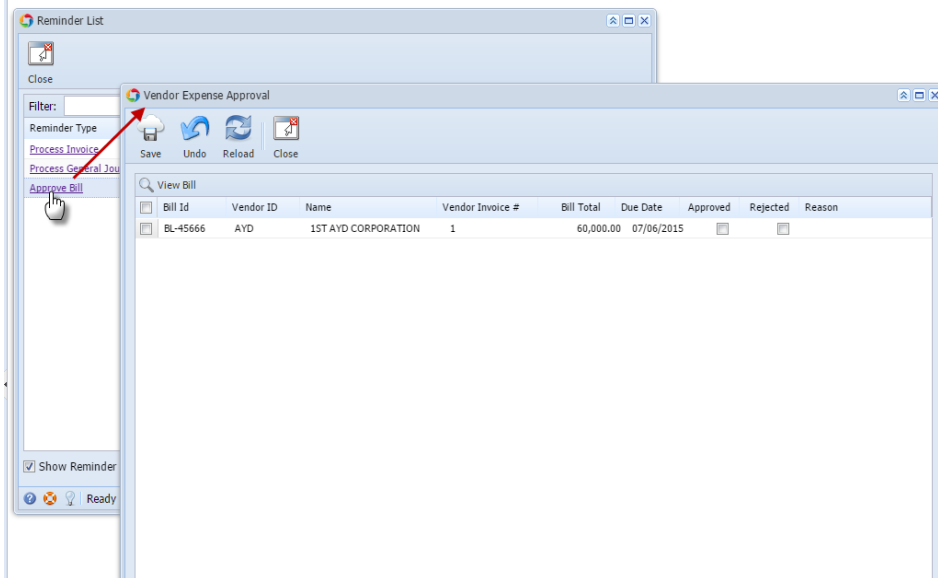 Reminder List
Close
Filter:
Reminder Type
Process Invoice
Process General Jou
Approve Bill
Show Reminder
Ready
Vendor Expense Approval
Save Undo Reload Close
View Bill
Bill Id Vendor ID Name Vendor Invoice # Bill Total Due Date Approved Rejected Reason
BL-45666 AYD 1ST AYD CORPORATION 1 60,000.00 07/06/2015